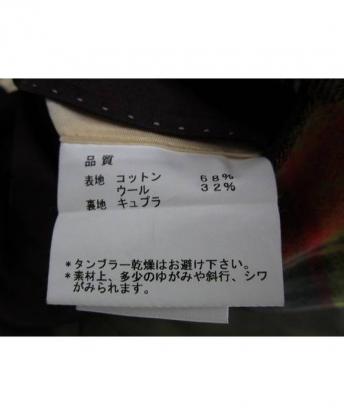 品質
表地 コットン 68%
ウール 32%
裏地 キュプラ
*タンブラー乾燥はお避け下さい。
*素材上、多少のゆがみや斜行、シワ
がみられます。